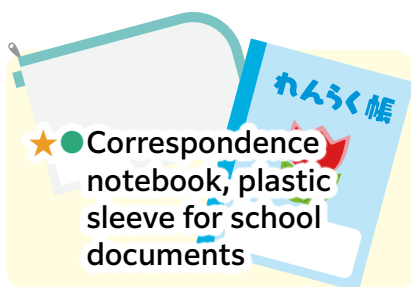 れんらく帳
★●Correspondence
notebook, plastic
sleeve for school
documents